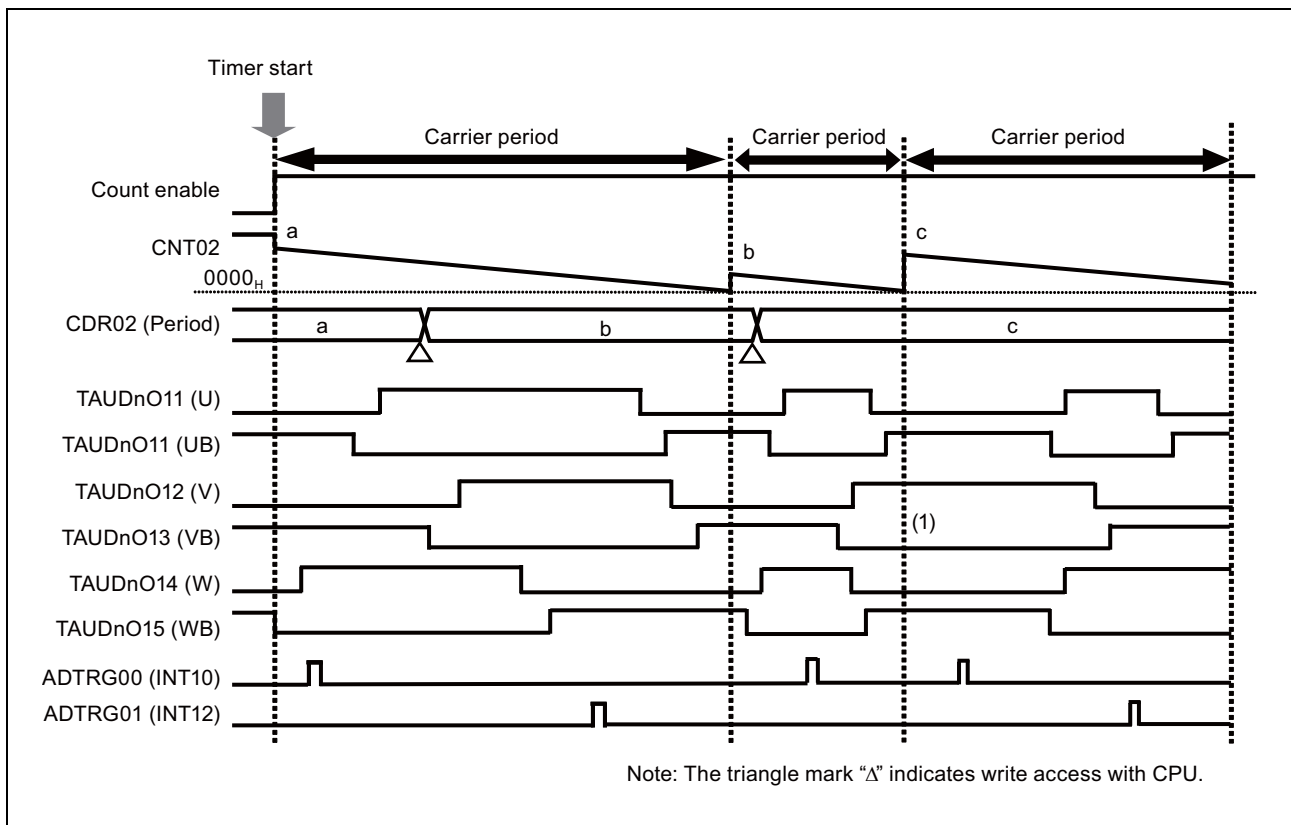 Timer start
Carrier period Carrier period Carrier period
Count enable
a
CNT02 b c
0000H
CDR02 (Period) a b c
TAUDnO11 (U)
TAUDnO11 (UB)
TAUDnO12 (V)
(1)
TAUDnO13 (VB)
TAUDnO14 (W)
TAUDnO15 (WB)
ADTRG00 (INT10)
ADTRG01 (INT12)
Note: The triangle mark “Δ” indicates write access with CPU.